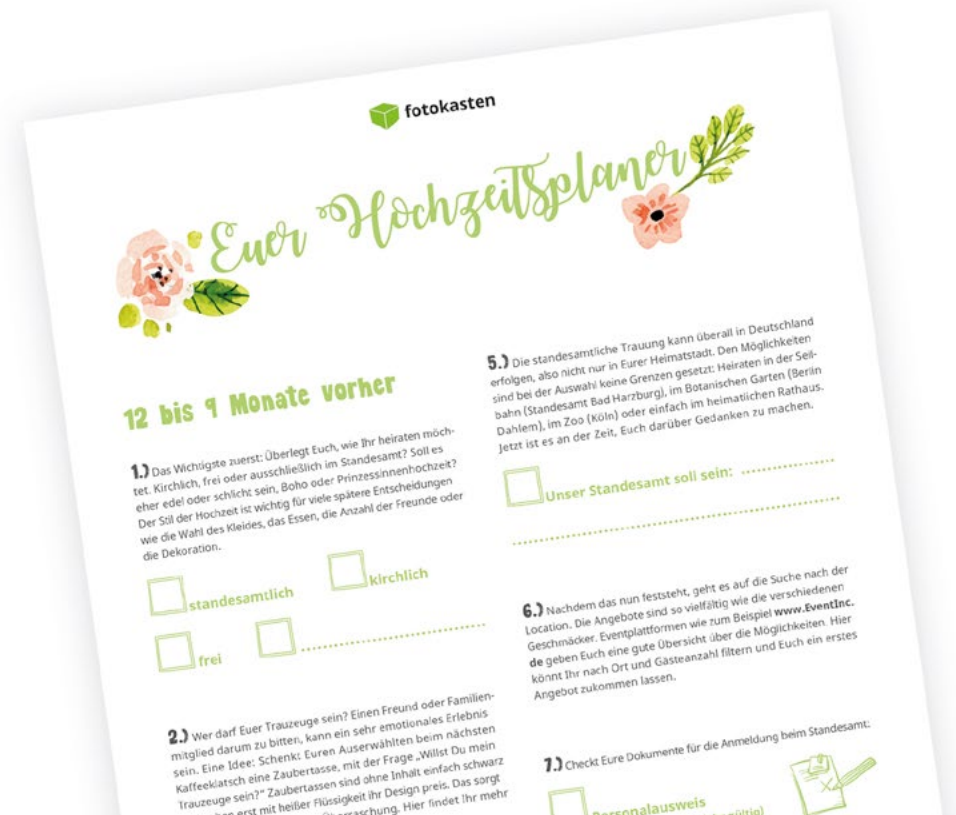 fotokasten
Euer Hochzeitsplaner
12 bis 9 Monate vorher
1.) Das Wichtigste zuerst: Überlegt Euch, wie Ihr heiraten möch-
tet. Kirchlich, frei oder ausschließlich im Standesamt? Soll es
eher edel oder schlicht sein, Boho oder Prinzessinnenhochzeit?
Der Stil der Hochzeit ist wichtig für viele spätere Entscheidungen
wie die Wahl des Kleides, das Essen, die Anzahl der Freunde oder
die Dekoration.
standesamtlich
kirchlich
frei
2.) Wer darf Euer Trauzeuge sein? Einen Freund oder Familien-
mitglied darum zu bitten, kann ein sehr emotionales Erlebnis
sein. Eine Idee: Schenkt Euren Auserwählten beim nächsten
Kaffeeklatsch eine Zaubertasse, mit der Frage „Willst Du mein
Trauzeuge sein?" Zaubertassen sind ohne Inhalt einfach schwarz
erst mit heißer Flüssigkeit ihr Design preis. Das sorgt
Hier findet Ihr mehr
5.) Die standesamtliche Trauung kann überall in Deutschland
erfolgen, also nicht nur in Eurer Heimatstadt. Den Möglichkeiten
sind bei der Auswahl keine Grenzen gesetzt: Heiraten in der Seil-
bahn (Standesamt Bad Harzburg), im Botanischen Garten (Berlin
Dahlem), im Zoo (Köln) oder einfach im heimatlichen Rathaus.
Jetzt ist es an der Zeit, Euch darüber Gedanken zu machen.
Unser Standesamt soll sein:
6.) Nachdem das nun feststeht, geht es auf die Suche nach der
Location. Die Angebote sind so vielfältig wie die verschiedenen
Geschmäcker. Eventplattformen wie zum Beispiel www.EventInc.
de geben Euch eine gute Übersicht über die Möglichkeiten. Hier
könnt Ihr nach Ort und Gästeanzahl filtern und Euch ein erstes
Angebot zukommen lassen.
7.) Checkt Eure Dokumente für die Anmeldung beim Standesamt:
Personalausweis